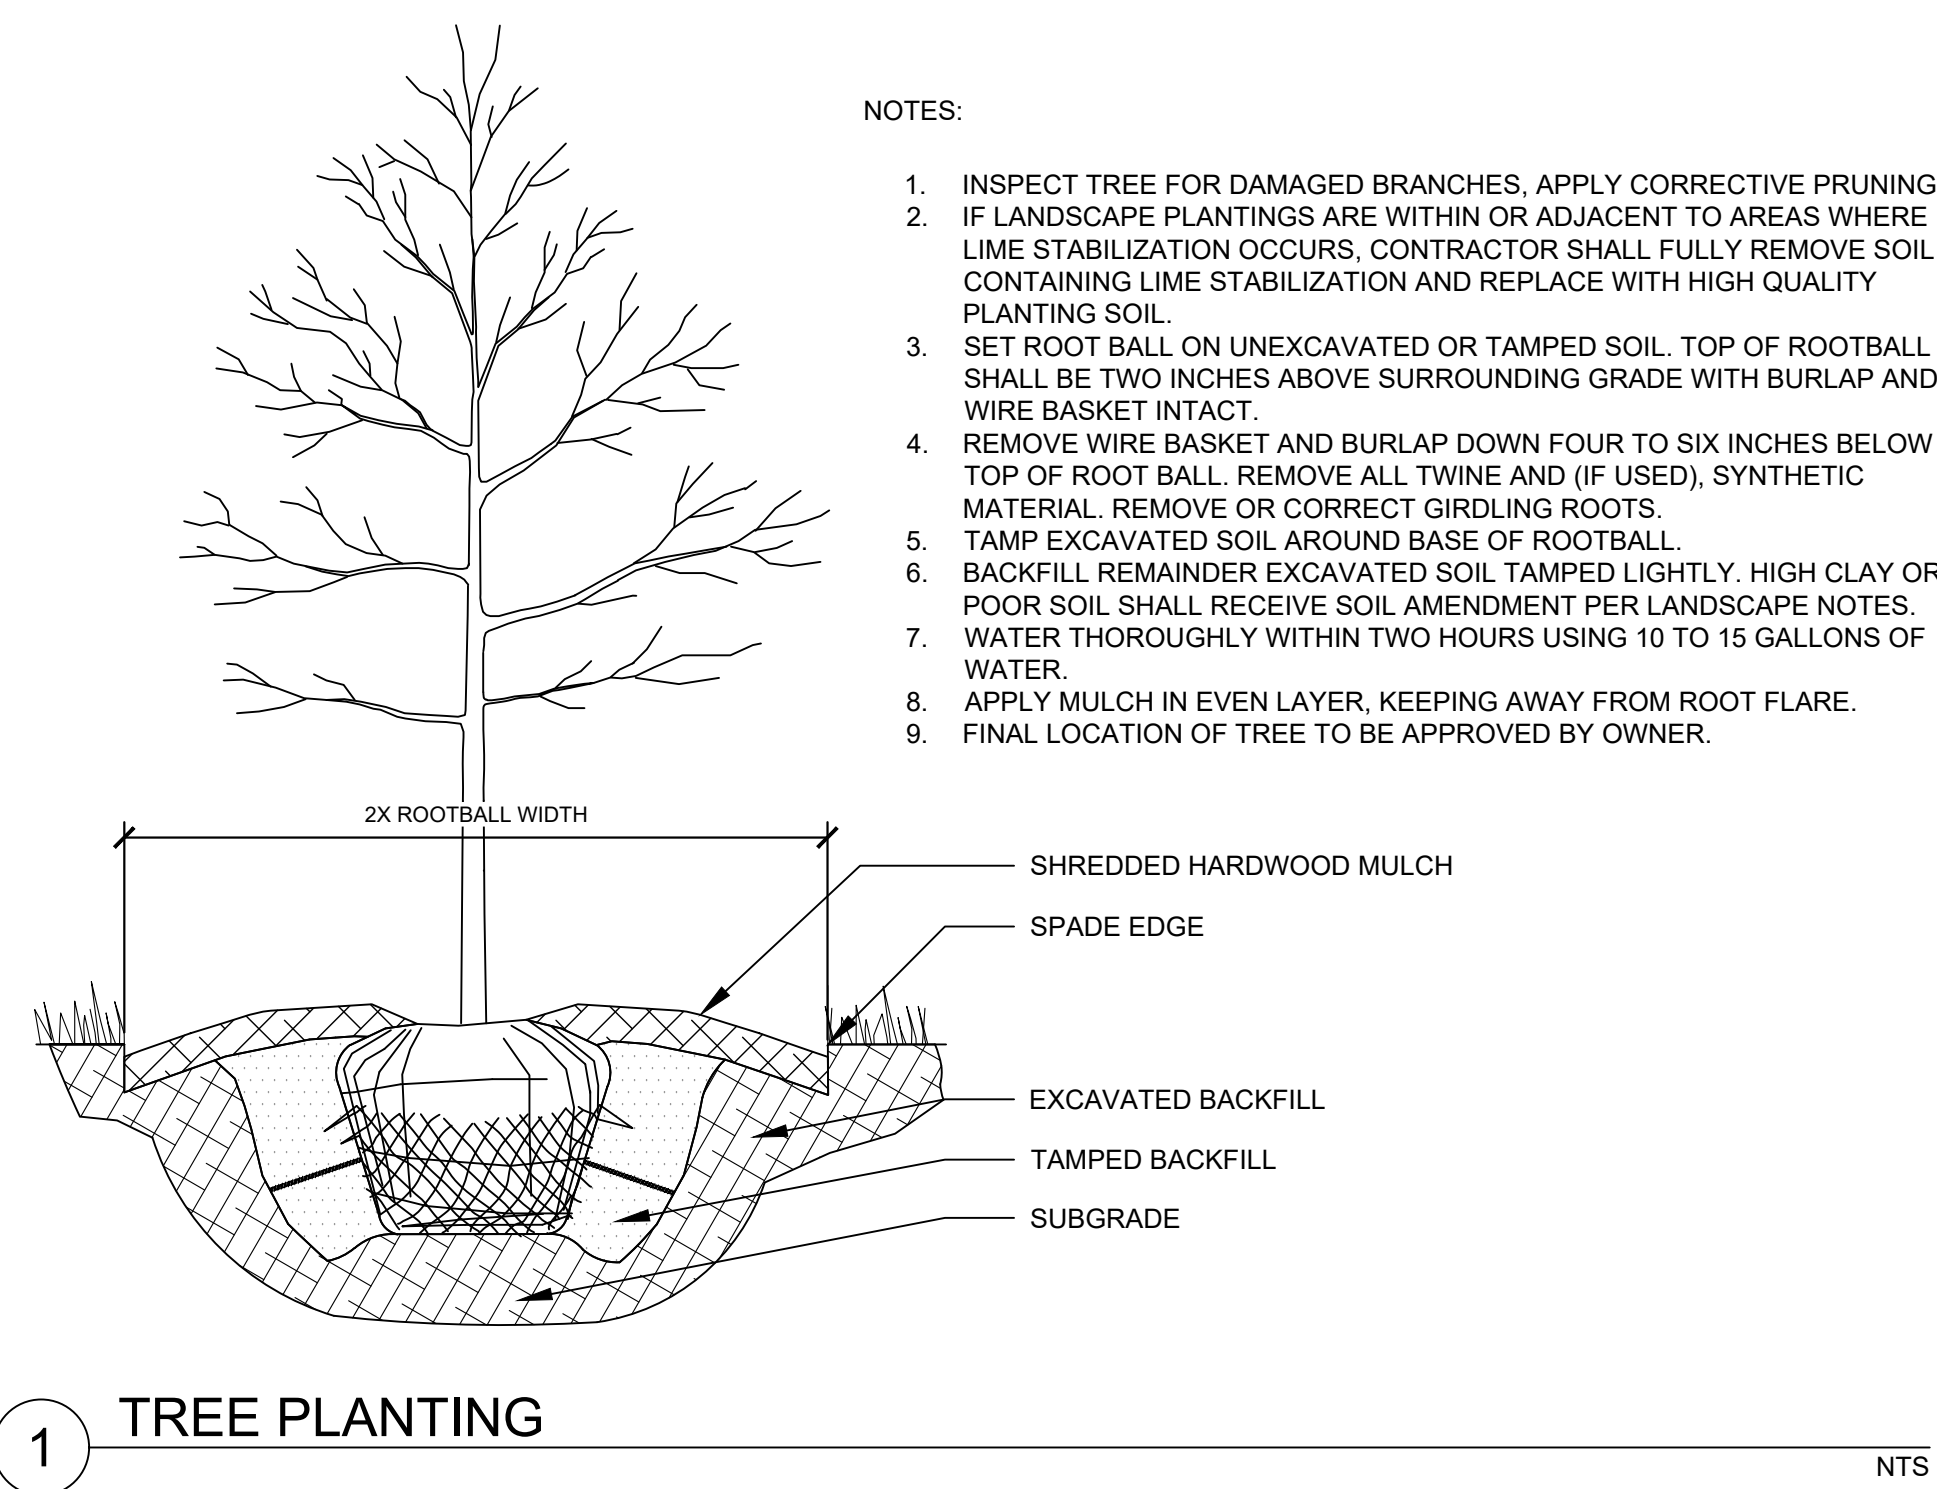 NOTES:
1. INSPECT TREE FOR DAMAGED BRANCHES, APPLY CORRECTIVE PRUNING
2. IF LANDSCAPE PLANTINGS ARE WITHIN OR ADJACENT TO AREAS WHERE
LIME STABILIZATION OCCURS, CONTRACTOR SHALL FULLY REMOVE SOIL
CONTAINING LIME STABILIZATION AND REPLACE WITH HIGH QUALITY
PLANTING SOIL.
3. SET ROOT BALL ON UNEXCAVATED OR TAMPED SOIL. TOP OF ROOTBALL
SHALL BE TWO INCHES ABOVE SURROUNDING GRADE WITH BURLAP AND
WIRE BASKET INTACT.
4. REMOVE WIRE BASKET AND BURLAP DOWN FOUR TO SIX INCHES BELOW
TOP OF ROOT BALL. REMOVE ALL TWINE AND (IF USED), SYNTHETIC
MATERIAL. REMOVE OR CORRECT GIRDLING ROOTS.
5. TAMP EXCAVATED SOIL AROUND BASE OF ROOTBALL.
6. BACKFILL REMAINDER EXCAVATED SOIL TAMPED LIGHTLY. HIGH CLAY OR
POOR SOIL SHALL RECEIVE SOIL AMENDMENT PER LANDSCAPE NOTES.
7. WATER THOROUGHLY WITHIN TWO HOURS USING 10 TO 15 GALLONS OF
WATER.
8. APPLY MULCH IN EVEN LAYER, KEEPING AWAY FROM ROOT FLARE.
9. FINAL LOCATION OF TREE TO BE APPROVED BY OWNER.
2X ROOTBALL WIDTH
SHREDDED HARDWOOD MULCH
SPADE EDGE
EXCAVATED BACKFILL
TAMPED BACKFILL
SUBGRADE
1 TREE PLANTING
NTS